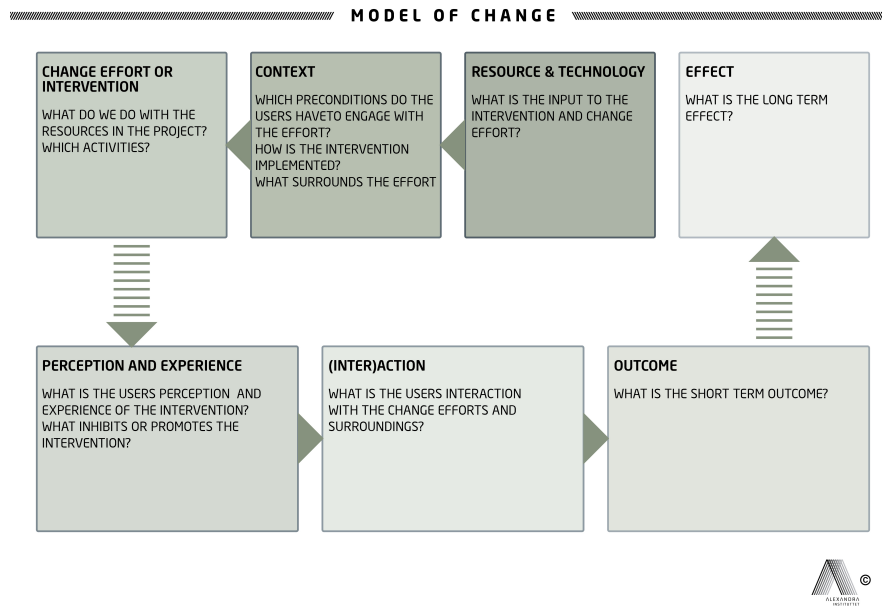 MODEL OF CHANGE
CHANGE EFFORT OR
INTERVENTION
WHAT DO WE DO WITH THE
RESOURCES IN THE PROJECT?
WHICH ACTIVITIES?
CONTEXT
WHICH PRECONDITIONS DO THE
USERS HAVETO ENGAGE WITH
THE EFFORT?
HOW IS THE INTERVENTION
IMPLEMENTED?
WHAT SURROUNDS THE EFFORT
RESOURCE & TECHNOLOGY
WHAT IS THE INPUT TO THE
INTERVENTION AND CHANGE
EFFORT?
EFFECT
WHAT IS THE LONG TERM
EFFECT?
PERCEPTION AND EXPERIENCE
WHAT IS THE USERS PERCEPTION AND
EXPERIENCE OF THE INTERVENTION?
WHAT INHIBITS OR PROMOTES THE
INTERVENTION?
(INTER)ACTION
WHAT IS THE USERS INTERACTION
WITH THE CHANGE EFFORTS AND
SURROUNDINGS?
OUTCOME
WHAT IS THE SHORT TERM OUTCOME?
©
ALEXANDRA
INSTITUTTET